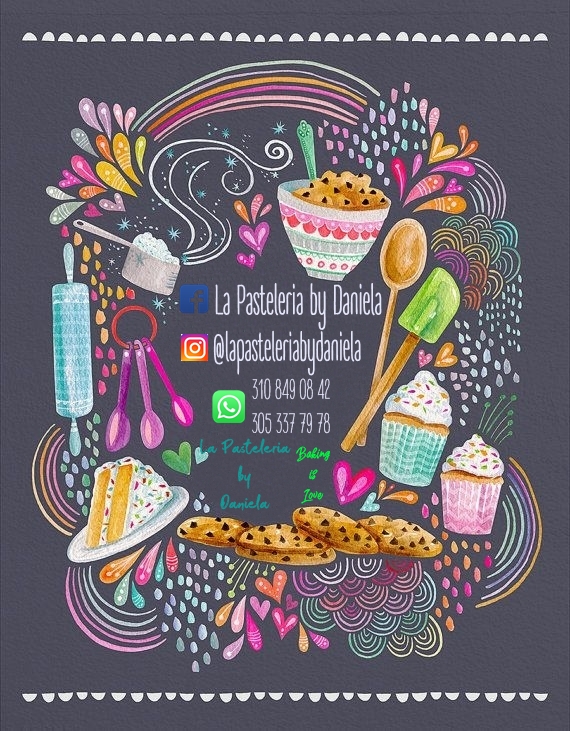 La Pasteleria by Daniela
@lapasteleriabydaniela
310 849 08 42
305 337 79 78
La Pasteleria
by
Daniela
Baking
is
Love